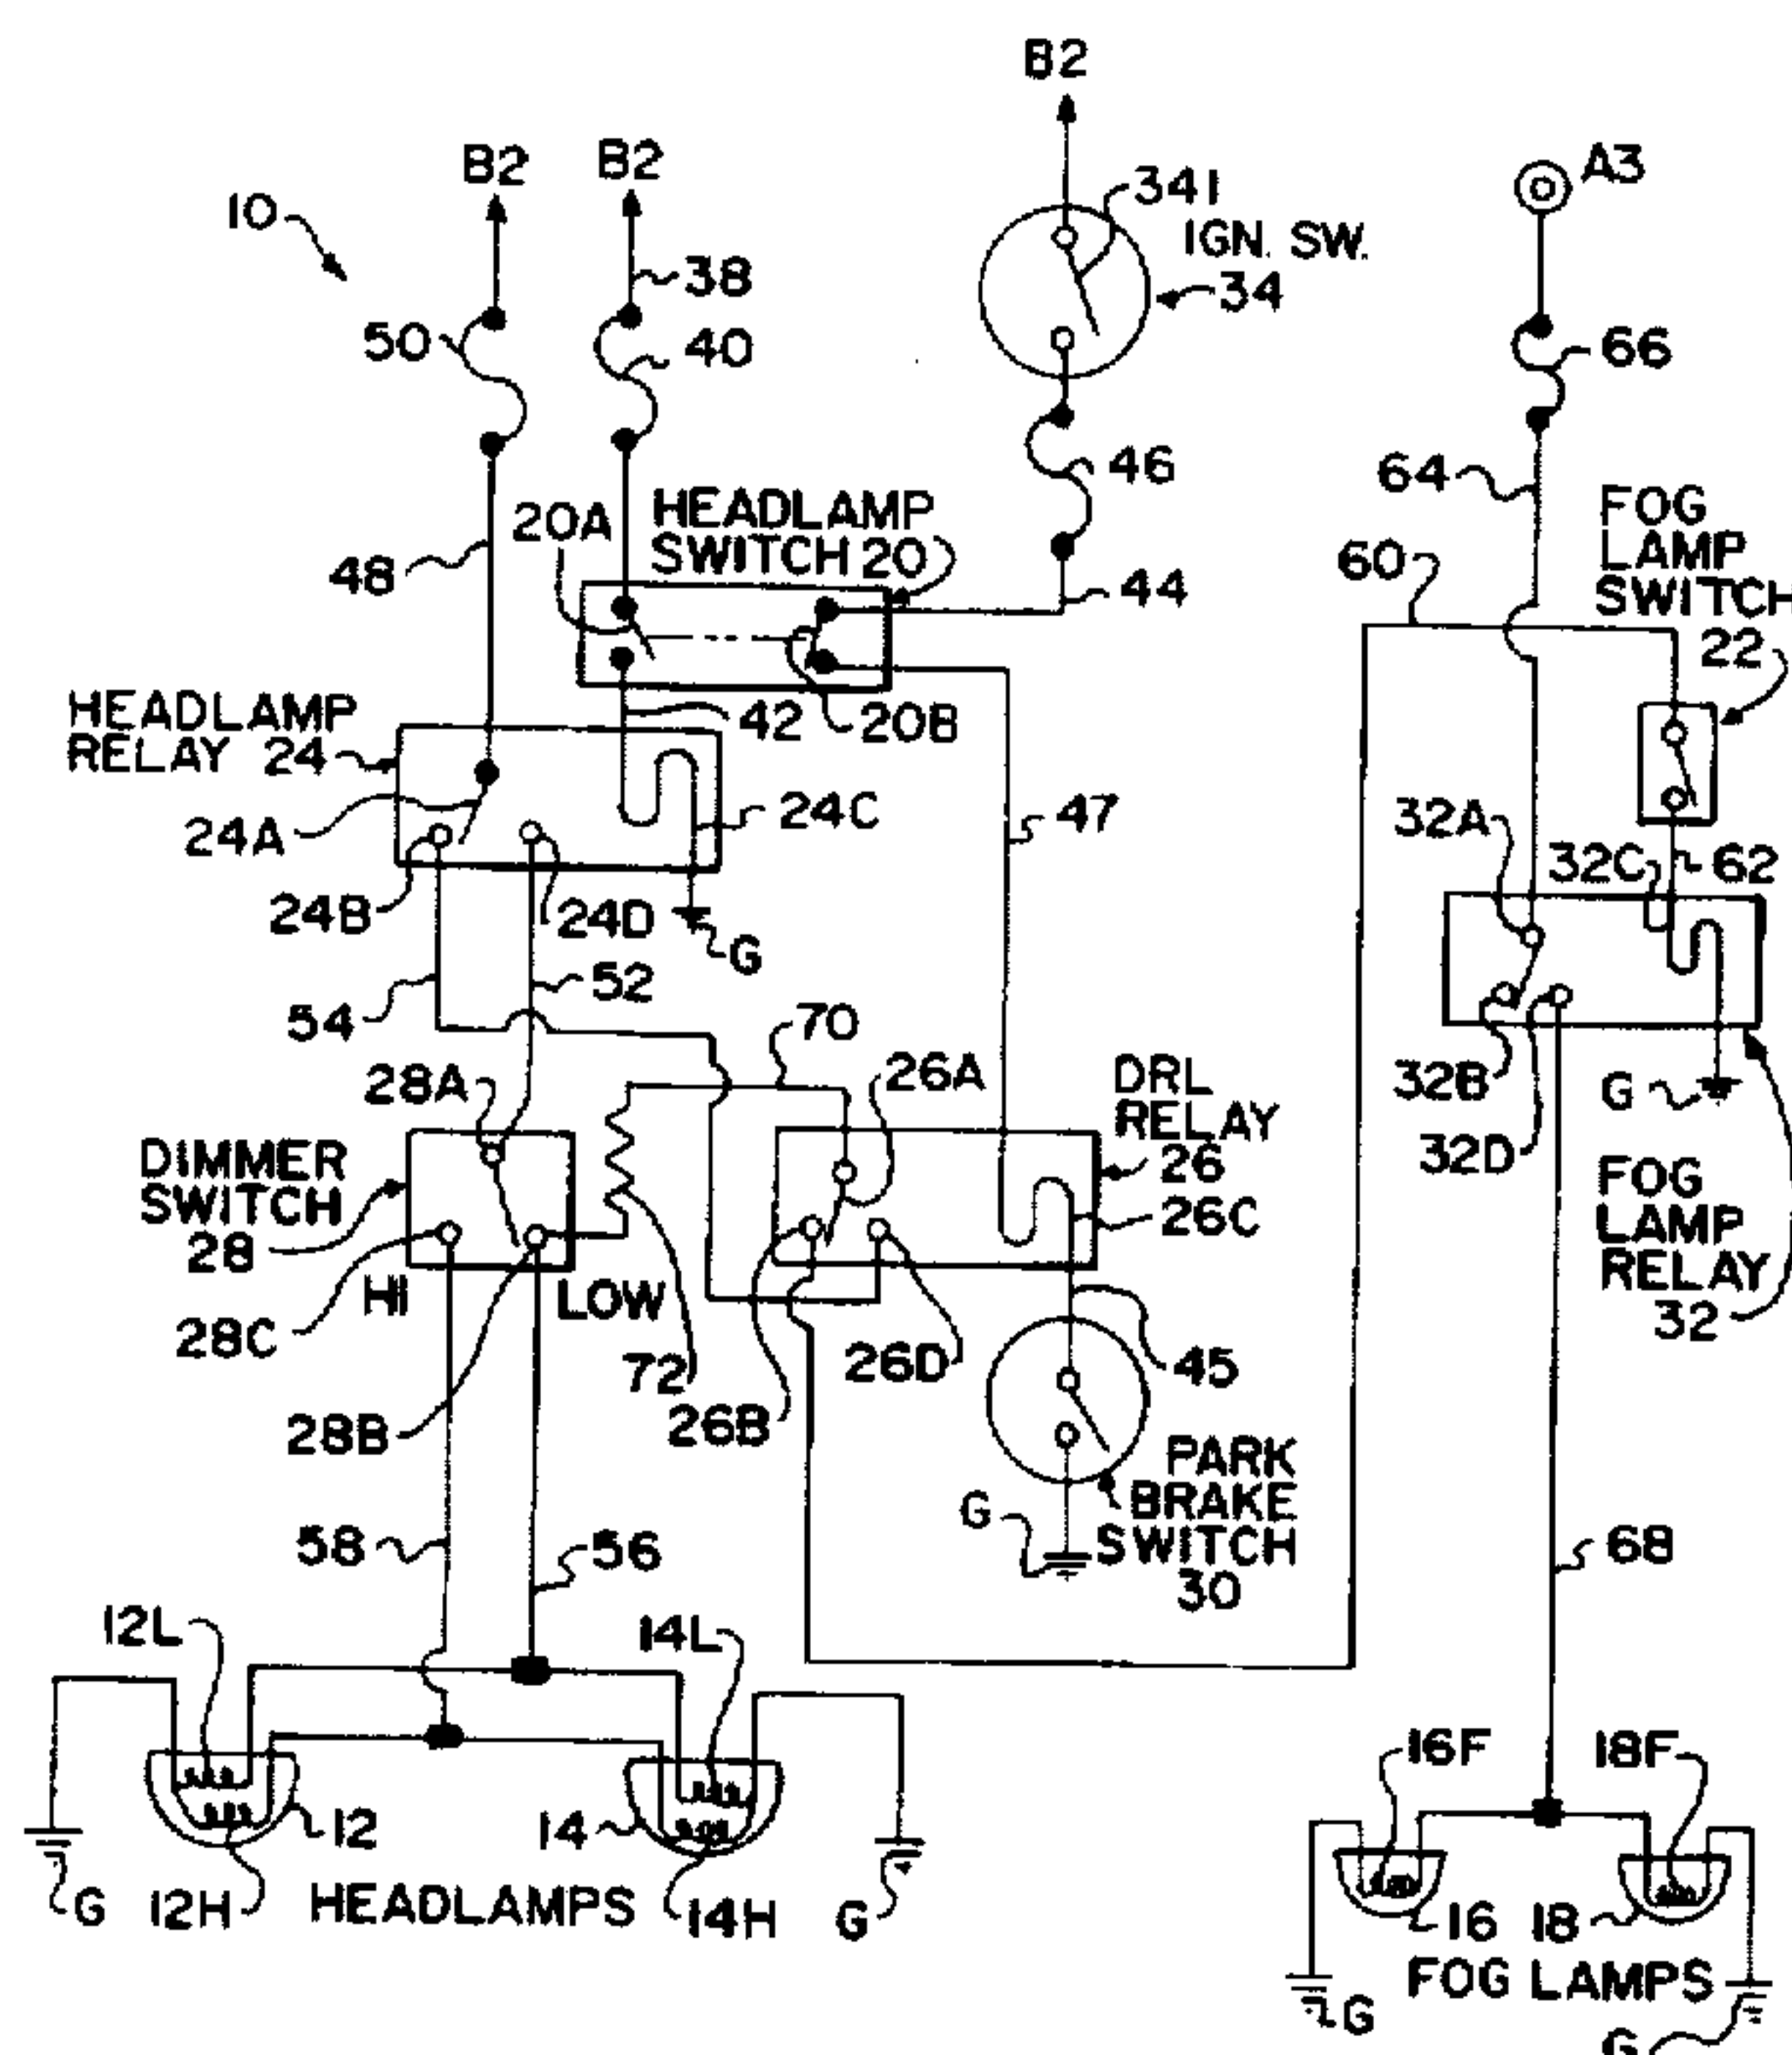 B2
B2
B2
A3
10
38
341
IGN. SW.
34
50
40
66
46
64
20A
HEADLAMP
SWITCH 20
FOG
LAMP
SWITCH
22
48
44
60
42
20B
HEADLAMP
RELAY 24
24A
24C
47
32A
32C
62
24B
24D
G
52
54
70
26A
DRL
RELAY
26
26C
28A
32B
G
32D
DIMMER
SWITCH
28
HI
LOW
28C
FOG
LAMP
RELAY
32
72
26D
45
28B
26B
PARK
BRAKE
SWITCH
30
G
58
56
68
12L
14L
16F
18F
12
14
G
12H
HEADLAMPS
14H
G
16
18
FOG LAMPS
G
G